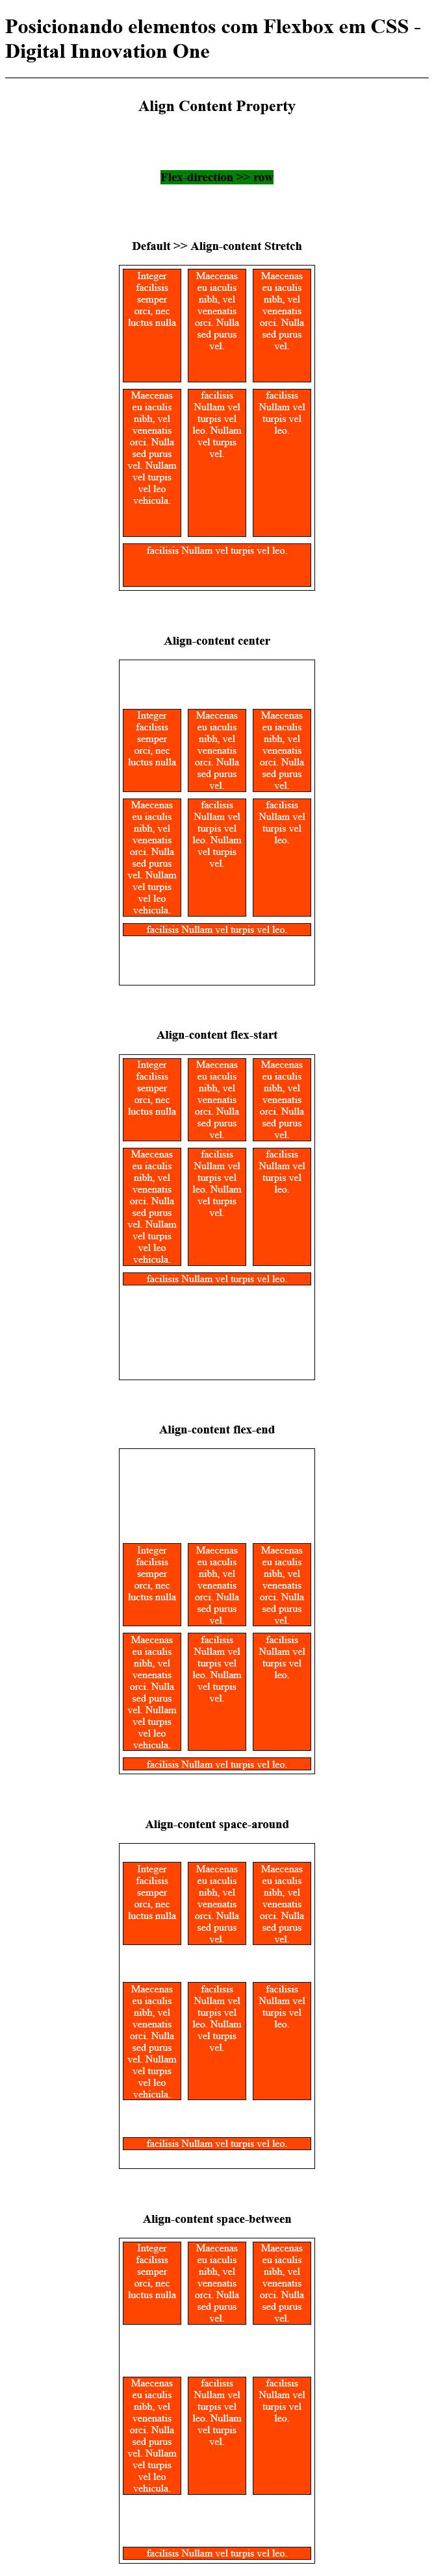 Posicionando elementos com Flexbox em CSS -
Digital Innovation One
Align Content Property
Flex-direction >> row
Default >> Align-content Stretch
Integer
facilisis
semper
orci, nec
luctus nulla
Maecenas
eu iaculis
nibh, vel
venenatis
orci. Nulla
sed purus
vel.
Maecenas
eu iaculis
nibh, vel
venenatis
orci. Nulla
sed purus
vel.
Maecenas
eu iaculis
nibh, vel
venenatis
orci. Nulla
sed purus
vel. Nullam
vel turpis
vel leo
vehicula.
facilisis
Nullam vel
turpis vel
leo. Nullam
vel turpis
vel.
facilisis
Nullam vel
turpis vel
leo.
facilisis Nullam vel turpis vel leo.
Align-content center
Integer
facilisis
semper
orci, nec
luctus nulla
Maecenas
eu iaculis
nibh, vel
venenatis
orci. Nulla
sed purus
vel.
Maecenas
eu iaculis
nibh, vel
venenatis
orci. Nulla
sed purus
vel.
Maecenas
eu iaculis
nibh, vel
venenatis
orci. Nulla
sed purus
vel. Nullam
vel turpis
vel leo
vehicula.
facilisis
Nullam vel
turpis vel
leo. Nullam
vel turpis
vel.
facilisis
Nullam vel
turpis vel
leo.
facilisis Nullam vel turpis vel leo.
Align-content flex-start
Integer
facilisis
semper
orci, nec
luctus nulla
Maecenas
eu iaculis
nibh, vel
venenatis
orci. Nulla
sed purus
vel.
Maecenas
eu iaculis
nibh, vel
venenatis
orci. Nulla
sed purus
vel.
Maecenas
eu iaculis
nibh, vel
venenatis
orci. Nulla
sed purus
vel. Nullam
vel turpis
vel leo
vehicula.
facilisis
Nullam vel
turpis vel
leo. Nullam
vel turpis
vel.
facilisis
Nullam vel
turpis vel
leo.
facilisis Nullam vel turpis vel leo.
Align-content flex-end
Integer
facilisis
semper
orci, nec
luctus nulla
Maecenas
eu iaculis
nibh, vel
venenatis
orci. Nulla
sed purus
vel.
Maecenas
eu iaculis
nibh, vel
venenatis
orci. Nulla
sed purus
vel.
Maecenas
eu iaculis
nibh, vel
venenatis
orci. Nulla
sed purus
vel. Nullam
vel turpis
vel leo
vehicula.
facilisis
Nullam vel
turpis vel
leo. Nullam
vel turpis
vel.
facilisis
Nullam vel
turpis vel
leo.
facilisis Nullam vel turpis vel leo.
Align-content space-around
Integer
facilisis
semper
orci, nec
luctus nulla
Maecenas
eu iaculis
nibh, vel
venenatis
orci. Nulla
sed purus
vel.
Maecenas
eu iaculis
nibh, vel
venenatis
orci. Nulla
sed purus
vel.
Maecenas
eu iaculis
nibh, vel
venenatis
orci. Nulla
sed purus
vel. Nullam
vel turpis
vel leo
vehicula.
facilisis
Nullam vel
turpis vel
leo. Nullam
vel turpis
vel.
facilisis
Nullam vel
turpis vel
leo.
facilisis Nullam vel turpis vel leo.
Align-content space-between
Integer
facilisis
semper
orci, nec
luctus nulla
Maecenas
eu iaculis
nibh, vel
venenatis
orci. Nulla
sed purus
vel.
Maecenas
eu iaculis
nibh, vel
venenatis
orci. Nulla
sed purus
vel.
Maecenas
eu iaculis
nibh, vel
venenatis
orci. Nulla
sed purus
vel. Nullam
vel turpis
vel leo
vehicula.
facilisis
Nullam vel
turpis vel
leo. Nullam
vel turpis
vel.
facilisis
Nullam vel
turpis vel
leo.
facilisis Nullam vel turpis vel leo.